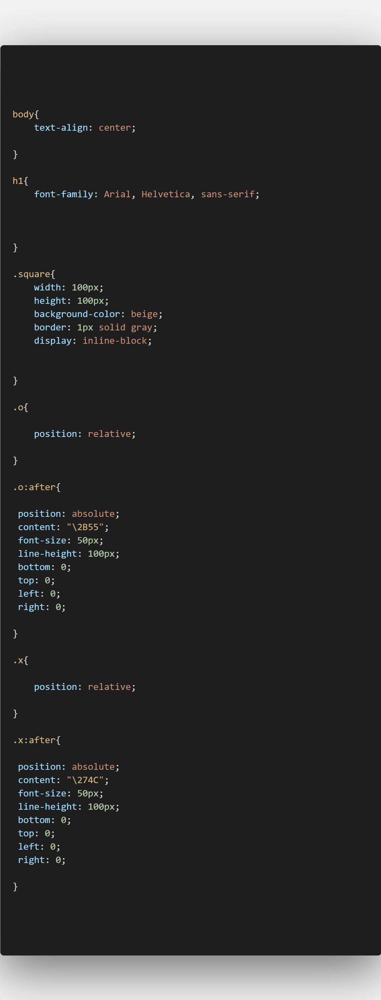 body{
    text-align: center;
}
h1{
    font-family: Arial, Helvetica, sans-serif;
}
.square{
    width: 100px;
    height: 100px;
    background-color: beige;
    border: 1px solid gray;
    display: inline-block;
}
.o{
    position: relative;
}
.o:after{
 position: absolute;
 content: "\2B55";
 font-size: 50px;
 line-height: 100px;
 bottom: 0;
 top: 0;
 left: 0;
 right: 0;
}
.x{
    position: relative;
}
.x:after{
 position: absolute;
 content: "\274C";
 font-size: 50px;
 line-height: 100px;
 bottom: 0;
 top: 0;
 left: 0;
 right: 0;
}